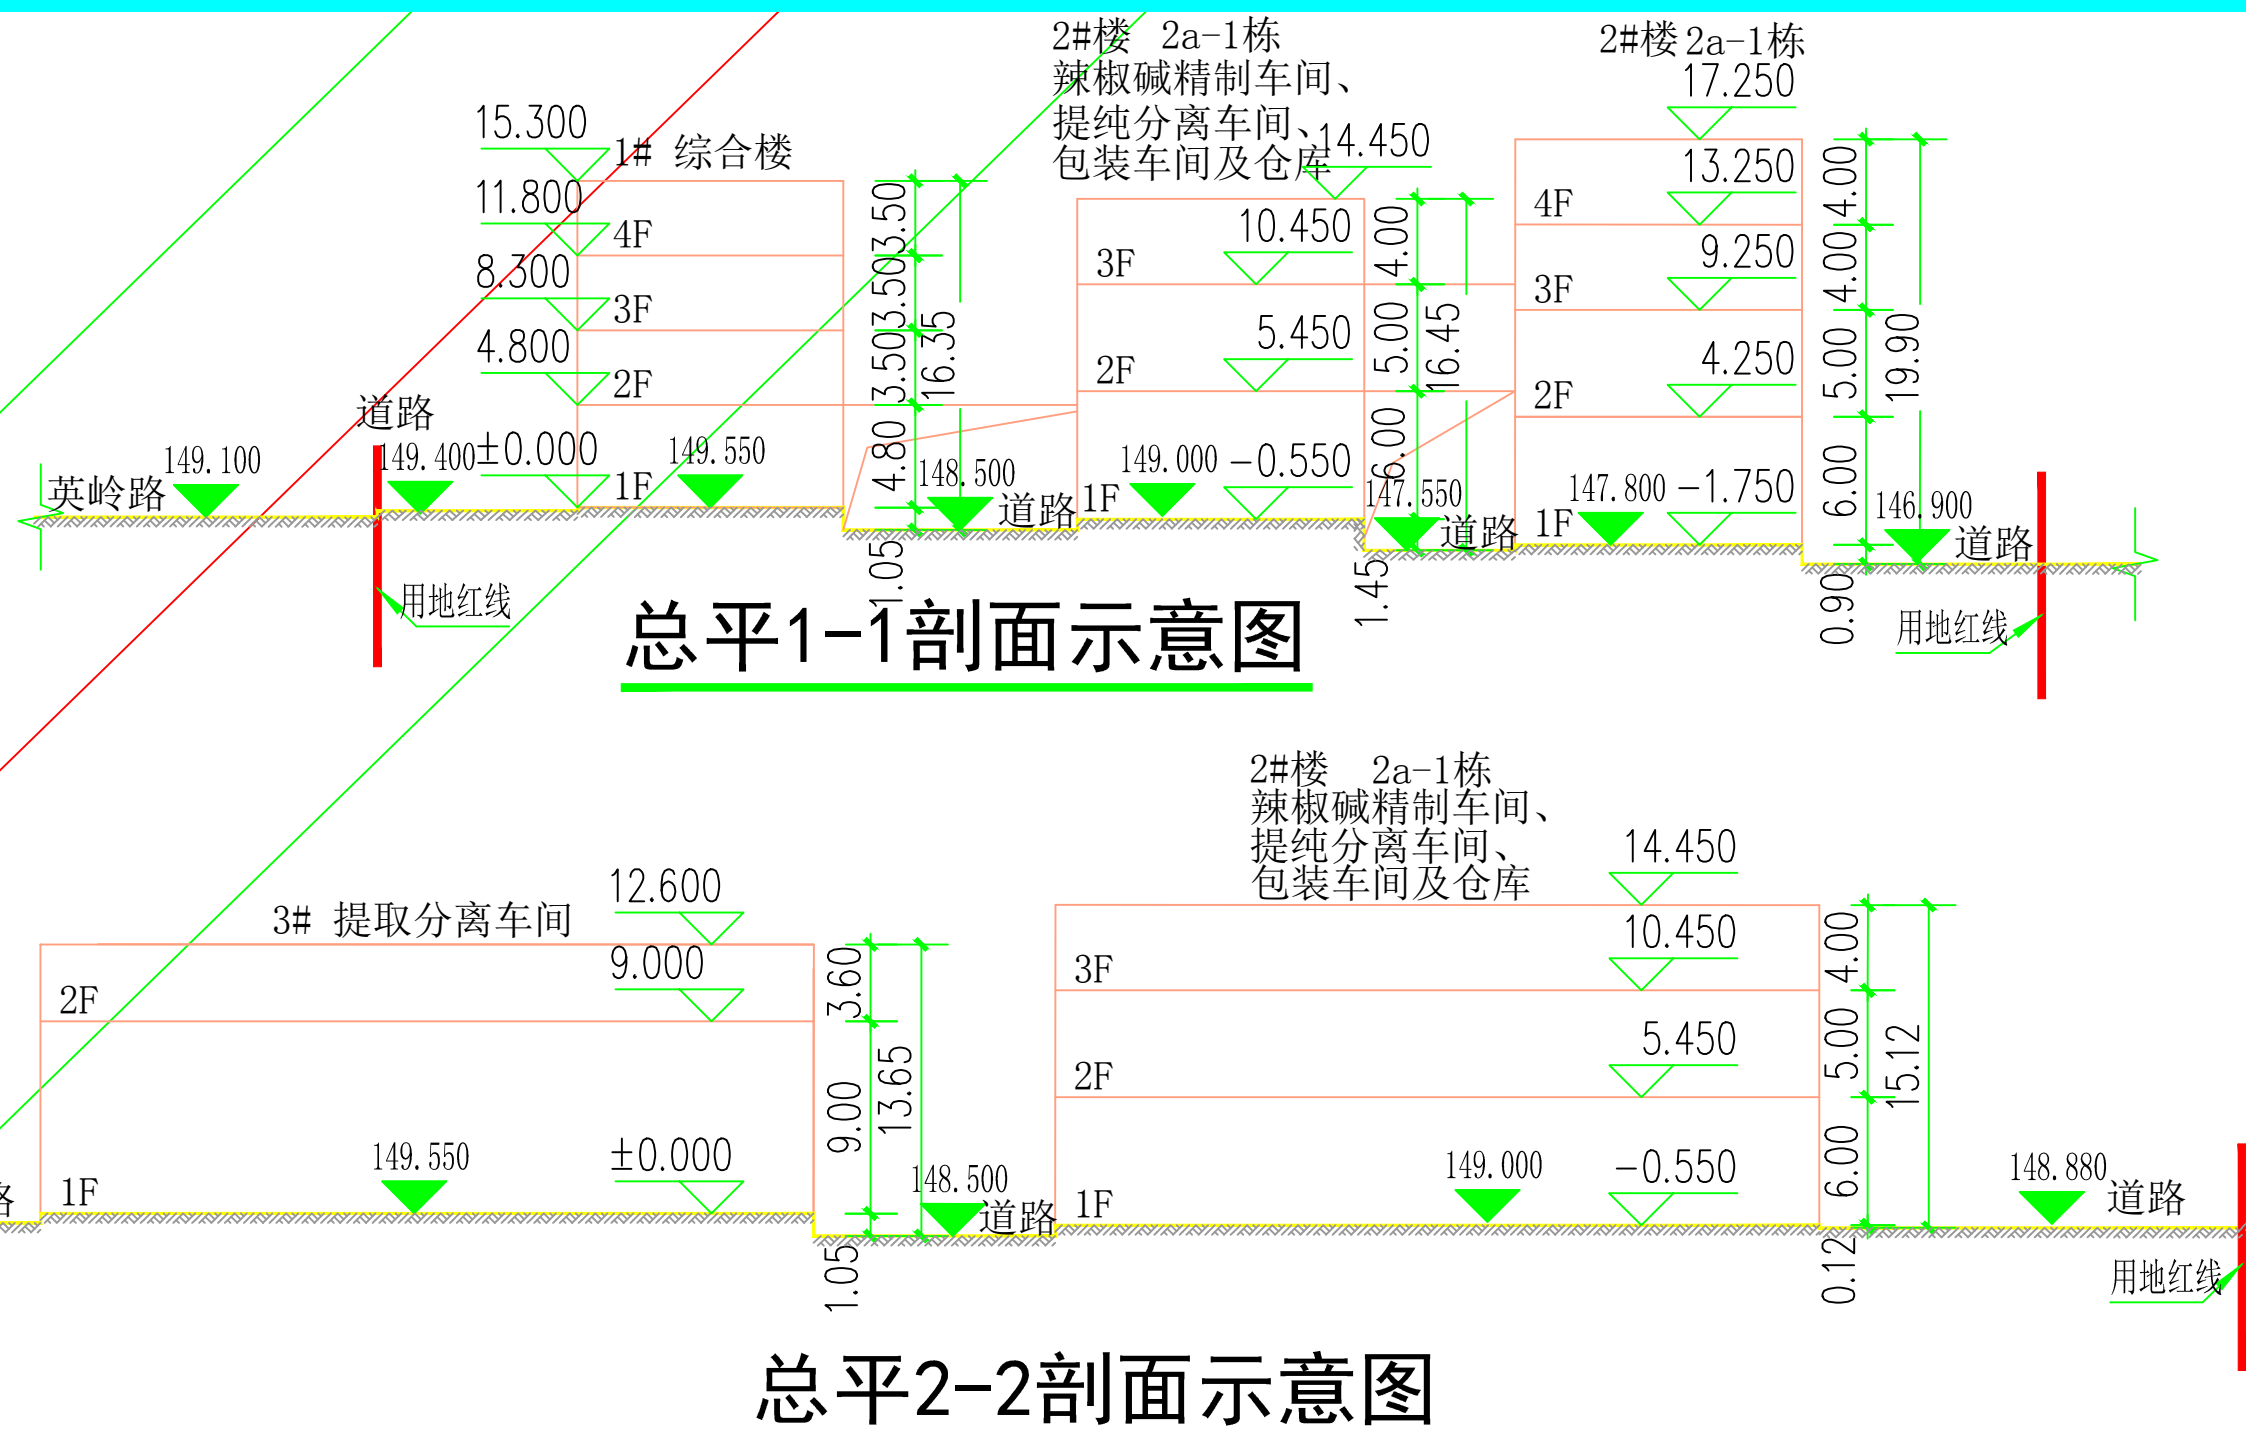 2#楼 2a-1栋
辣椒碱精制车间、
提纯分离车间、
包装车间及仓库
2#楼 2a-1栋
15.300
1# 综合楼
11.800
4F
8.300
3F
4.800
2F
±0.000
1F
149.550
3.50
3.50
3.50
4.80
16.35
1.05
英岭路
149.100
道路
149.400
用地红线
148.500
道路
14.450
10.450
3F
5.450
2F
149.000
-0.550
1F
4.00
5.00
6.00
16.45
1.45
147.550
道路
17.250
13.250
4F
9.250
3F
4.250
2F
147.800
-1.750
1F
4.00
4.00
5.00
6.00
19.90
0.90
146.900
道路
用地红线
总平1-1剖面示意图
3# 提取分离车间
12.600
9.000
2F
149.550
±0.000
1F
路
3.60
9.00
13.65
1.05
148.500
道路
2#楼 2a-1栋
辣椒碱精制车间、
提纯分离车间、
包装车间及仓库
14.450
10.450
3F
5.450
2F
149.000
-0.550
1F
4.00
5.00
6.00
15.12
0.12
148.880
道路
用地红线
总平2-2剖面示意图